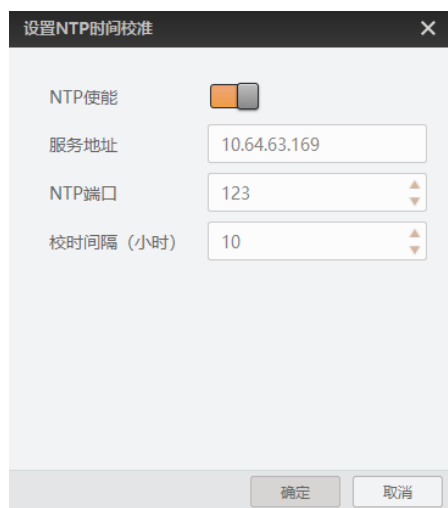 设置NTP时间校准
NTP使能
服务地址 10.64.63.169
NTP端口 123
校时间隔（小时） 10
确定 取消